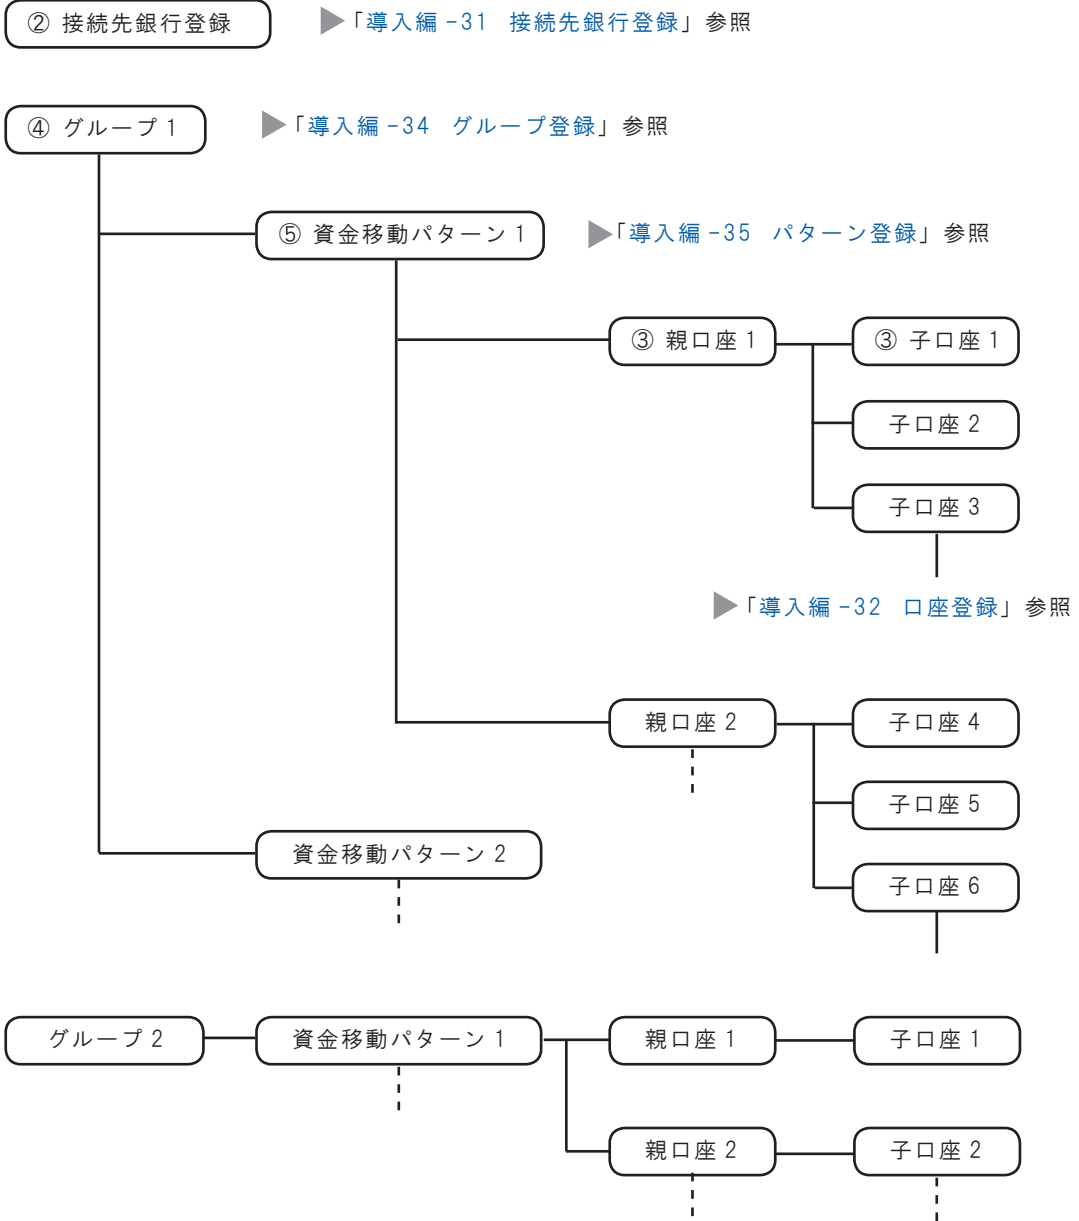 ② 接続先銀行登録 ▶「導入編 -31 接続先銀行登録」参照
④ グループ 1 ▶「導入編 -34 グループ登録」参照
⑤ 資金移動パターン 1 ▶「導入編 -35 パターン登録」参照
③ 親口座 1 ③ 子口座 1
子口座 2
子口座 3
▶「導入編 -32 口座登録」参照
親口座 2 子口座 4
子口座 5
資金移動パターン 2
子口座 6
グループ 2 資金移動パターン 1 親口座 1 子口座 1
親口座 2 子口座 2